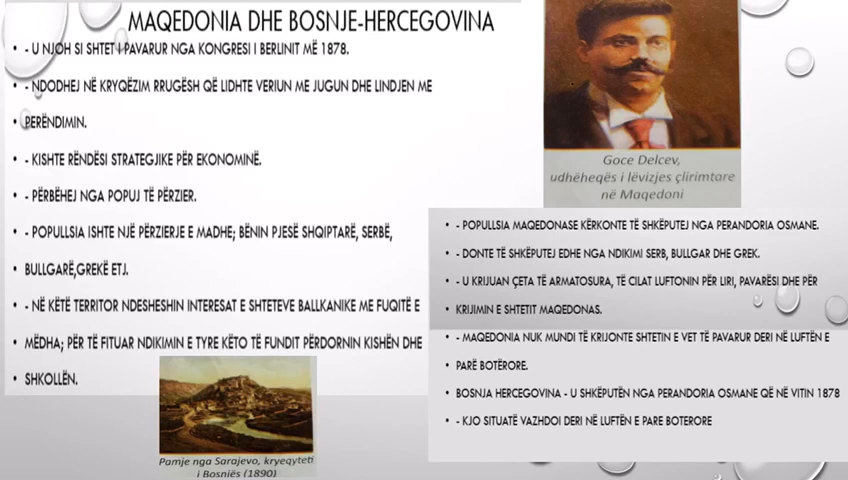 MAQEDONIA DHE BOSNJE-HERCEGOVINA
• - U NJOH SI SHTET I PAVARUR NGA KONGRESI I BERLINIT MË 1878.
• - NDODHEJ NË KRYQËZIM RRUGËSH QË LIDHTE VERIUN ME JUGUN DHE LINDJEN ME
• PERËNDIMIN.
• - KISHTE RËNDËSI STRATEGJIKE PËR EKONOMINË.
• - PËRBËHEJ NGA POPUJ TË PËRZIER.
• - POPULLSIA ISHTE NJË PËRZIERJE E MADHE; BËNIN PJESË SHQIPTARË, SERBË,
• BULLGARË,GREKË ETJ.
• - NË KËTË TERRITOR NDESHESHIN INTERESAT E SHTETEVE BALLKANIKE ME FUQITË E
• MËDHA; PËR TË FITUAR NDIKIMIN E TYRE KËTO TË FUNDIT PËRDORNIN KISHËN DHE
• SHKOLLËN.
Pamje nga Sarajevo, kryeqyteti
i Bosniës (1890)
Goce Delcev,
udhëheqës i lëvizjes çlirimtare
në Maqedoni
• - POPULLSIA MAQEDONASE KËRKONTE TË SHKËPUTEJ NGA PERANDORIA OSMANE.
• - DONTE TË SHKËPUTEJ EDHE NGA NDIKIMI SERB, BULLGAR DHE GREK.
• - U KRIJUAN ÇETA TË ARMATOSURA, TË CILAT LUFTONIN PËR LIRI, PAVARËSI DHE PËR
• KRIJIMIN E SHTETIT MAQEDONAS.
• - MAQEDONIA NUK MUNDI TË KRIJONTE SHTETIN E VET TË PAVARUR DERI NË LUFTËN E
• PARË BOTËRORE.
• BOSNJA HERCEGOVINA - U SHKËPUTËN NGA PERANDORIA OSMANE QË NË VITIN 1878
• - KJO SITUATË VAZHDOI DERI NË LUFTËN E PARE BOTERORE